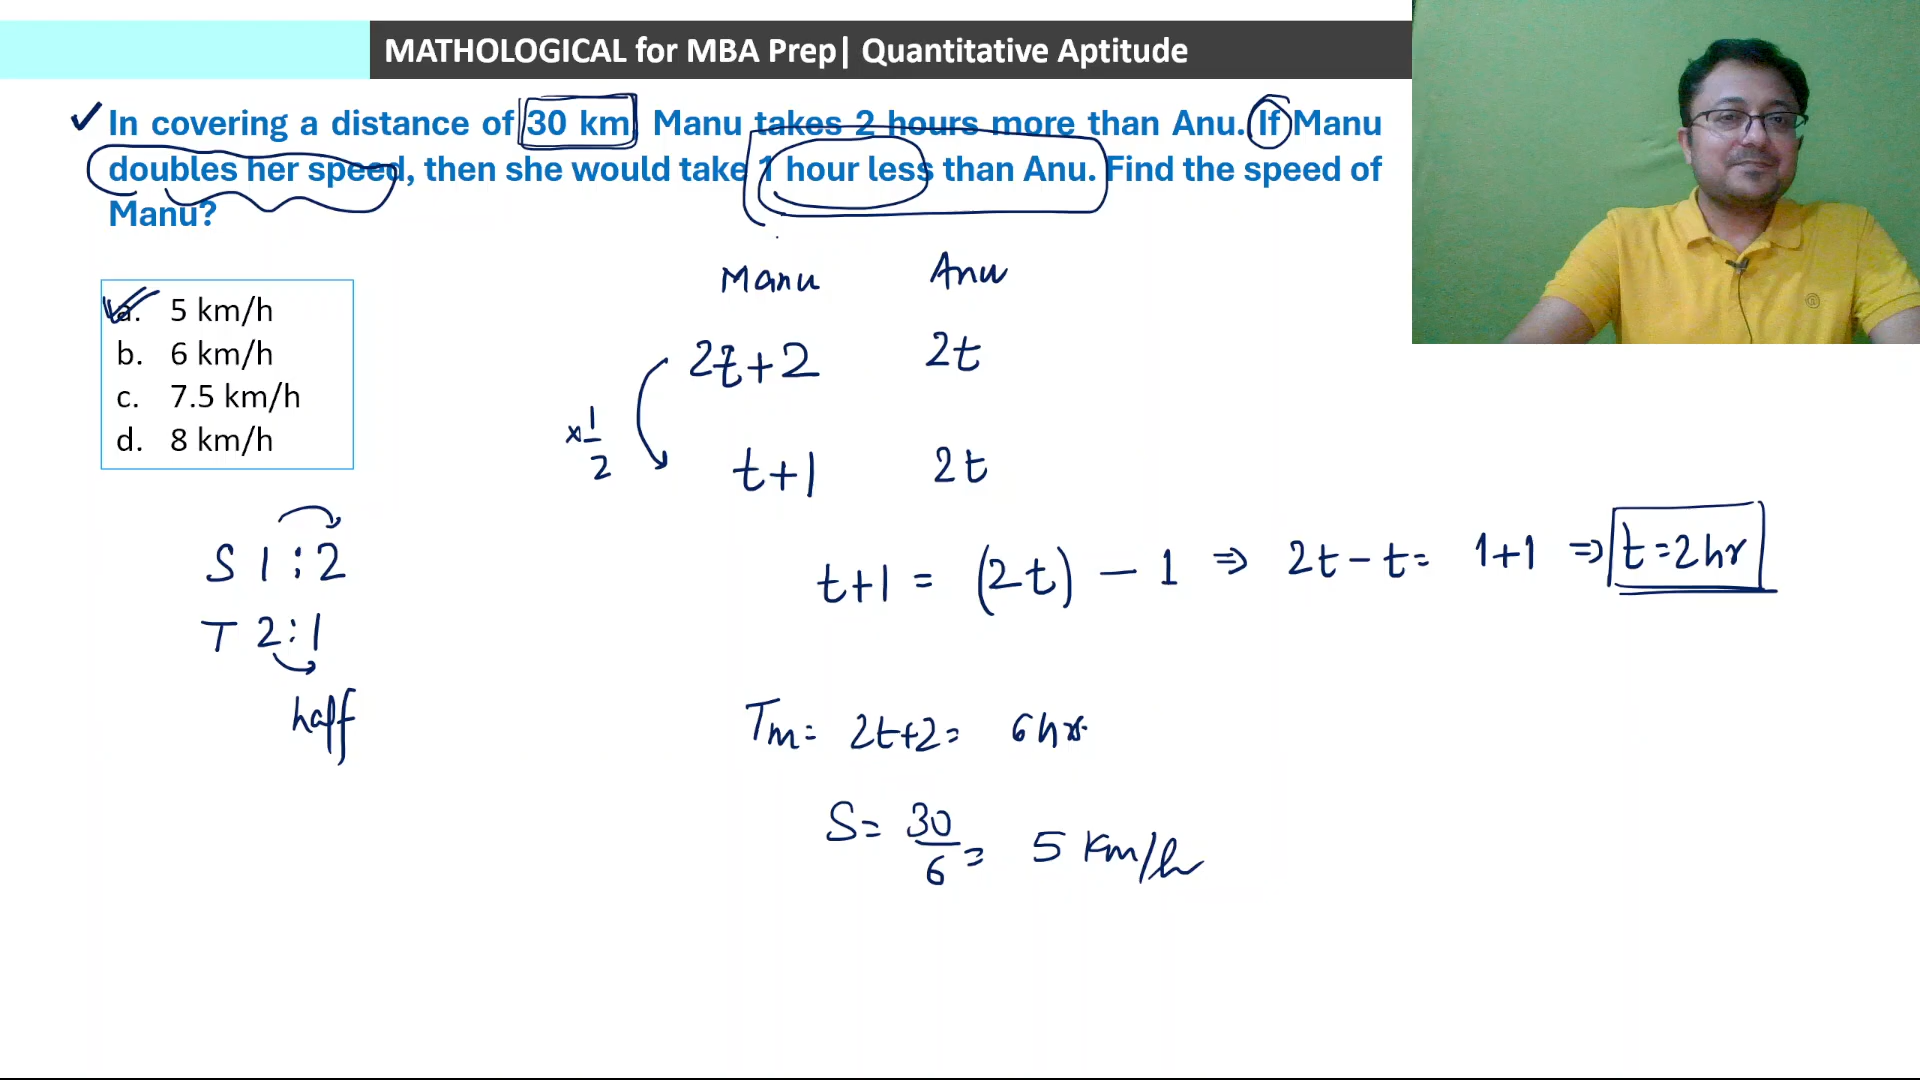 MATHOLOGICAL for MBA Prep| Quantitative Aptitude
In covering a distance of 30 km, Manu takes 2 hours more than Anu. If Manu
doubles her speed, then she would take 1 hour less than Anu. Find the speed of
Manu?
a. 5 km/h
b. 6 km/h
c. 7.5 km/h
d. 8 km/h
Manu Anu
2t+2 2t
×1/2
t+1 2t
S 1:2
T 2:1
half
t+1 = (2t) - 1 ⇒ 2t - t = 1+1 ⇒ t=2hr
Tm= 2t+2= 6hr.
S= 30/6 = 5 km/h